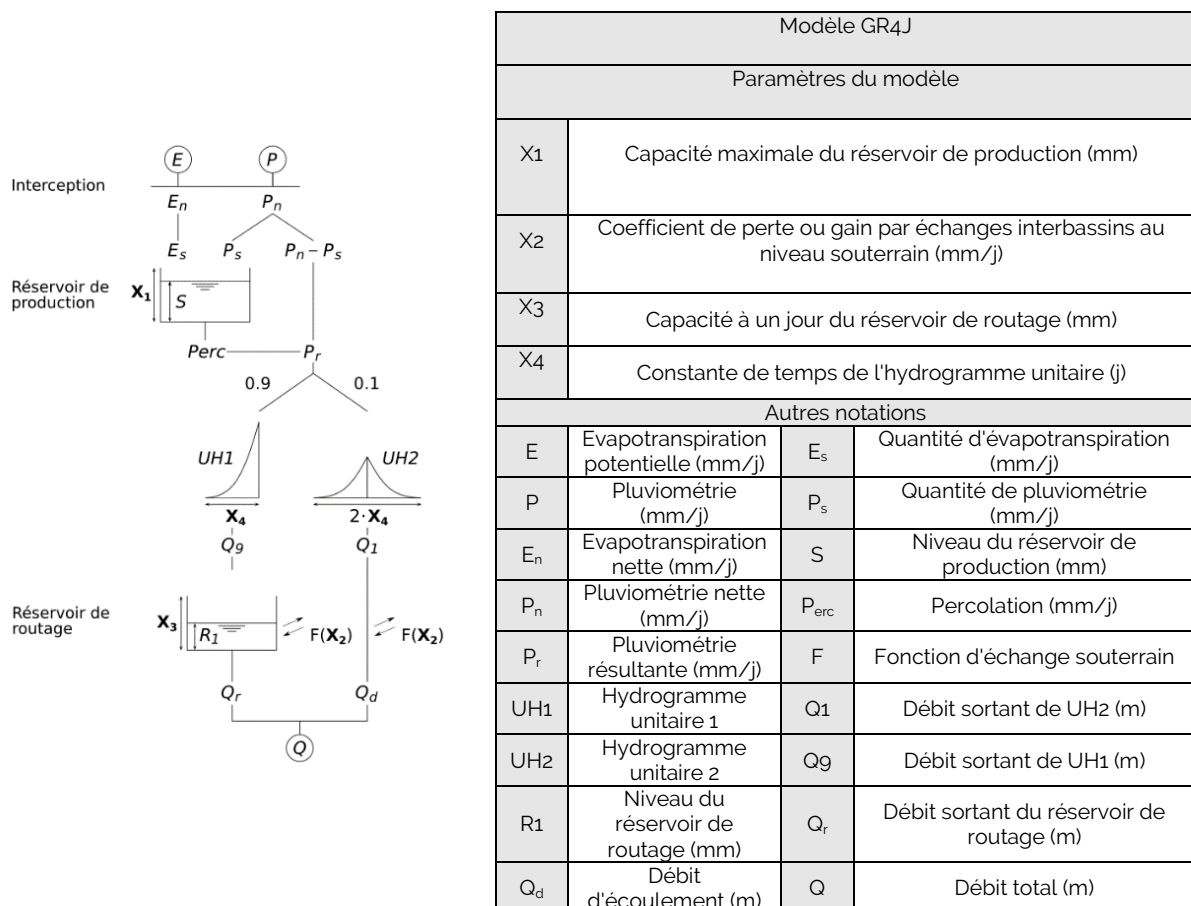 E
P
Interception
En
Pn
Es
Ps
Pn – Ps
Réservoir de
production
X1
S
Perc
Pr
0.9
0.1
UH1
UH2
X4
2·X4
Q9
Q1
Réservoir de
routage
X3
R1
F(X2)
F(X2)
Qr
Qd
Q
Modèle GR4J
Paramètres du modèle
X1
Capacité maximale du réservoir de production (mm)
X2
Coefficient de perte ou gain par échanges interbassins au
niveau souterrain (mm/j)
X3
Capacité à un jour du réservoir de routage (mm)
X4
Constante de temps de l'hydrogramme unitaire (j)
Autres notations
E
Evapotranspiration
potentielle (mm/j)
Es
Quantité d'évapotranspiration
(mm/j)
P
Pluviométrie
(mm/j)
Ps
Quantité de pluviométrie
(mm/j)
En
Evapotranspiration
nette (mm/j)
S
Niveau du réservoir de
production (mm)
Pn
Pluviométrie nette
(mm/j)
Perc
Percolation (mm/j)
Pr
Pluviométrie
résultante (mm/j)
F
Fonction d'échange souterrain
UH1
Hydrogramme
unitaire 1
Q1
Débit sortant de UH2 (m)
UH2
Hydrogramme
unitaire 2
Q9
Débit sortant de UH1 (m)
R1
Niveau du
réservoir de
routage (mm)
Qr
Débit sortant du réservoir de
routage (m)
Qd
Débit
d'écoulement (m)
Q
Débit total (m)